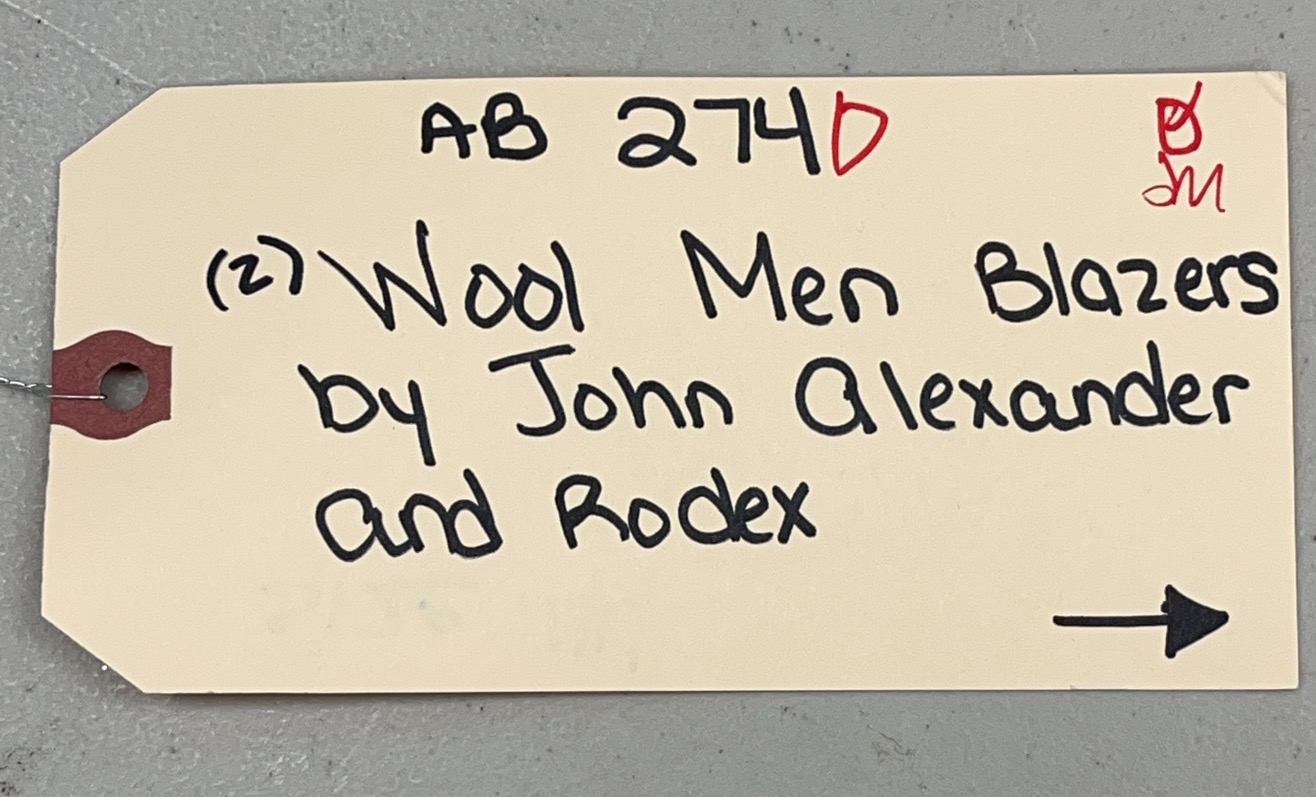 AB 274D
(2) Wool Men Blazers
by John Alexander
and Rodex